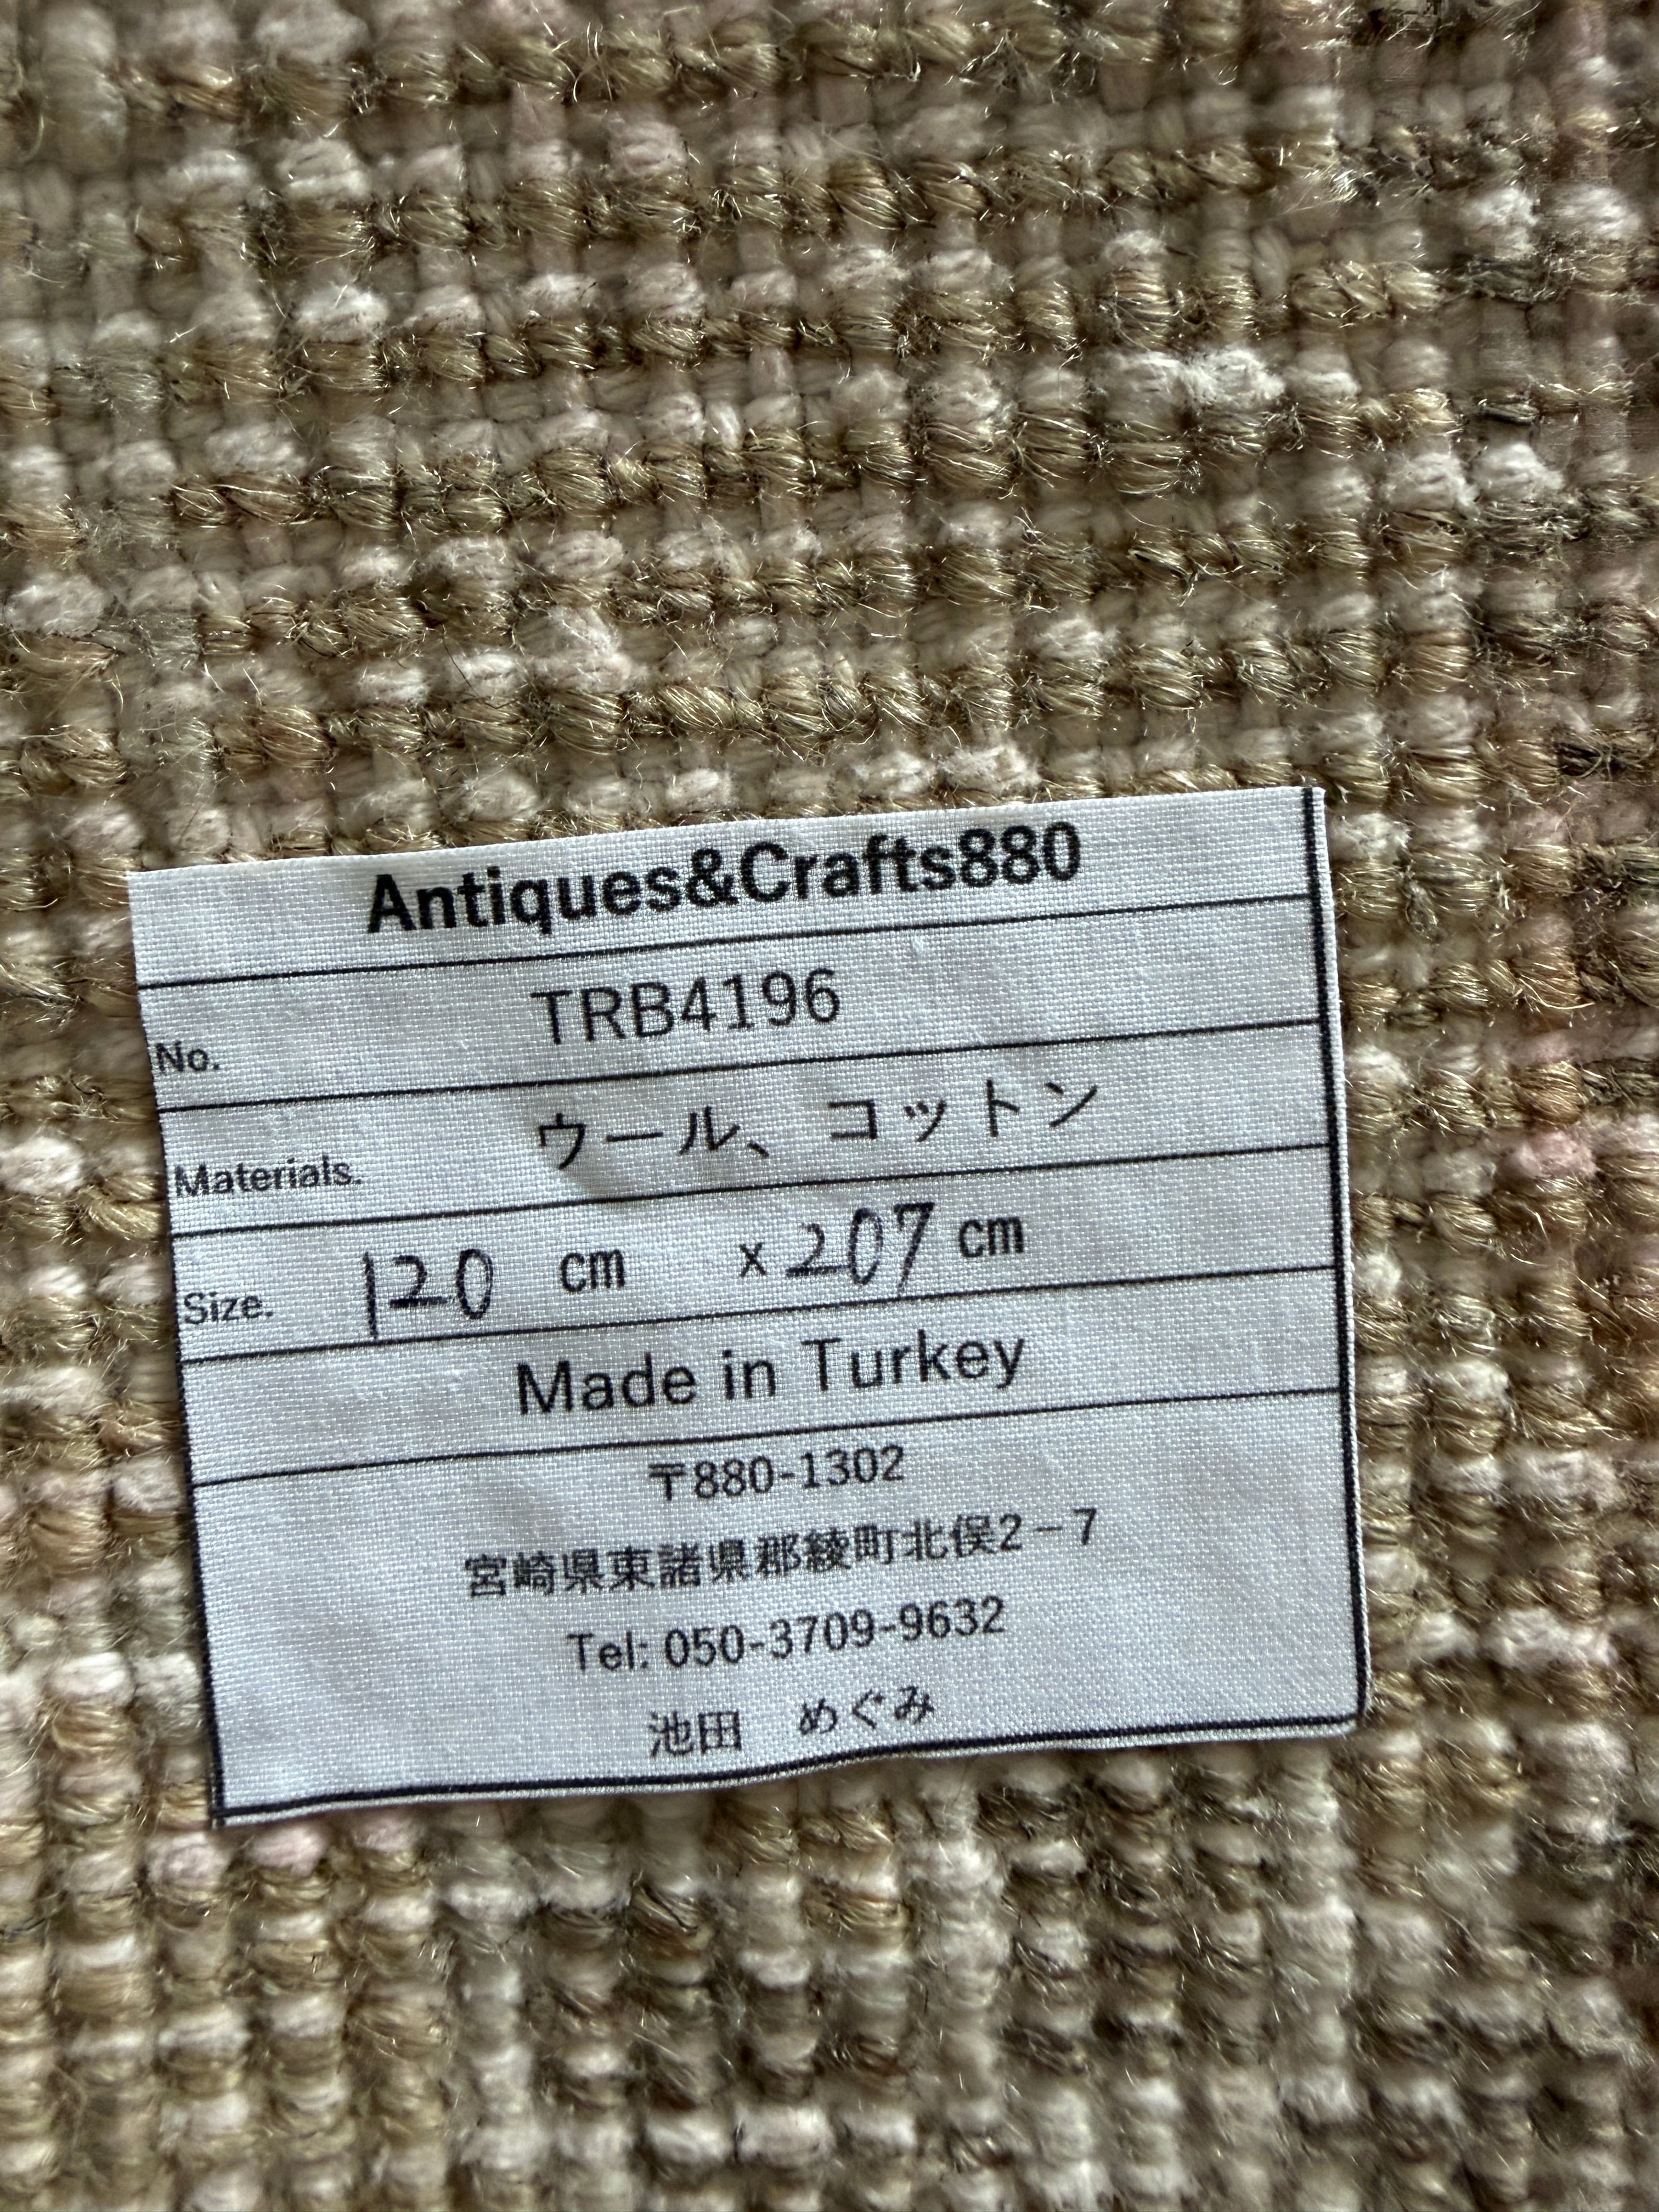 Antiques&Crafts880
No. TRB4196
Materials. ウール、コットン
Size. 120 cm x 207 cm
Made in Turkey
〒880-1302
宮崎県東諸県郡綾町北俣2－7
Tel: 050-3709-9632
池田　めぐみ